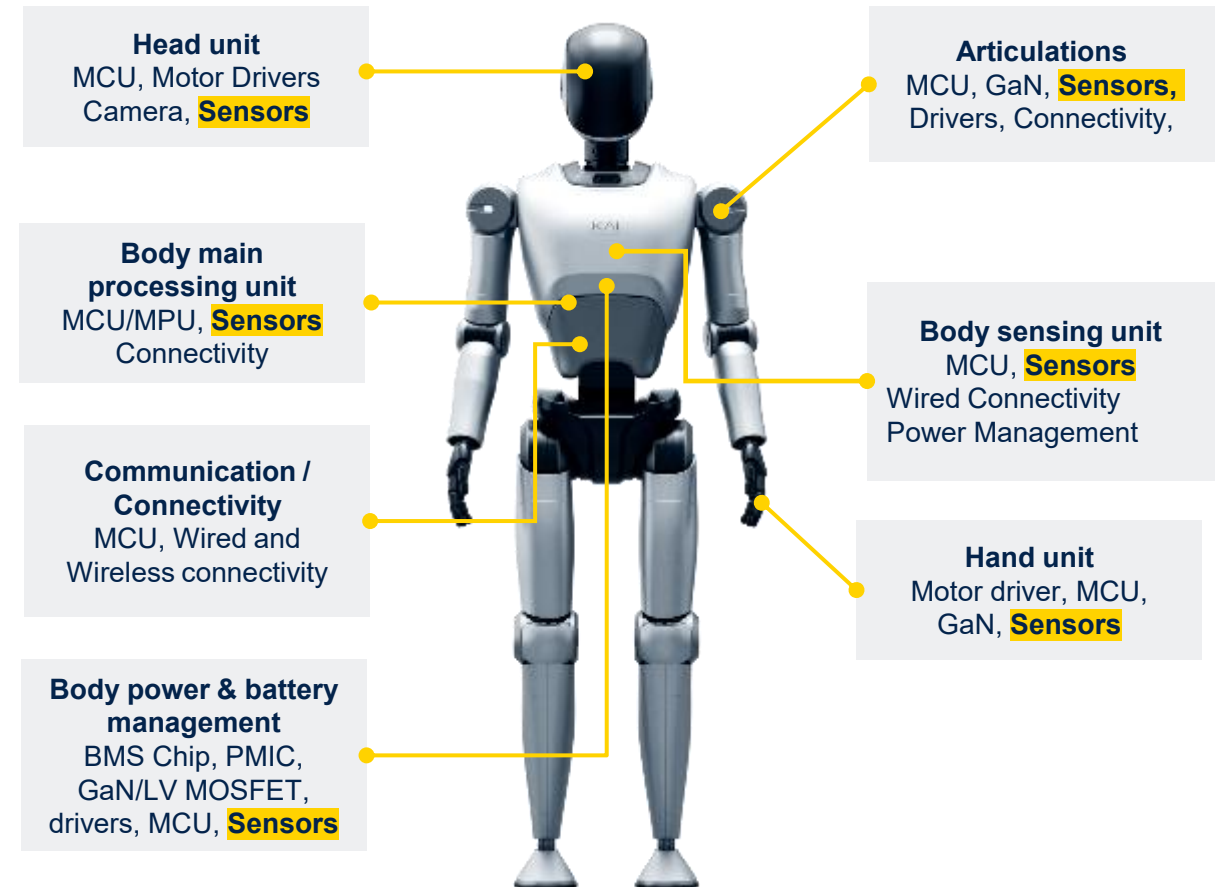 Head unit
MCU, Motor Drivers
Camera, Sensors
Articulations
MCU, GaN, Sensors,
Drivers, Connectivity,
Body main
processing unit
MCU/MPU, Sensors
Connectivity
Body sensing unit
MCU, Sensors
Wired Connectivity
Power Management
Communication /
Connectivity
MCU, Wired and
Wireless connectivity
Hand unit
Motor driver, MCU,
GaN, Sensors
Body power & battery
management
BMS Chip, PMIC,
GaN/LV MOSFET,
drivers, MCU, Sensors